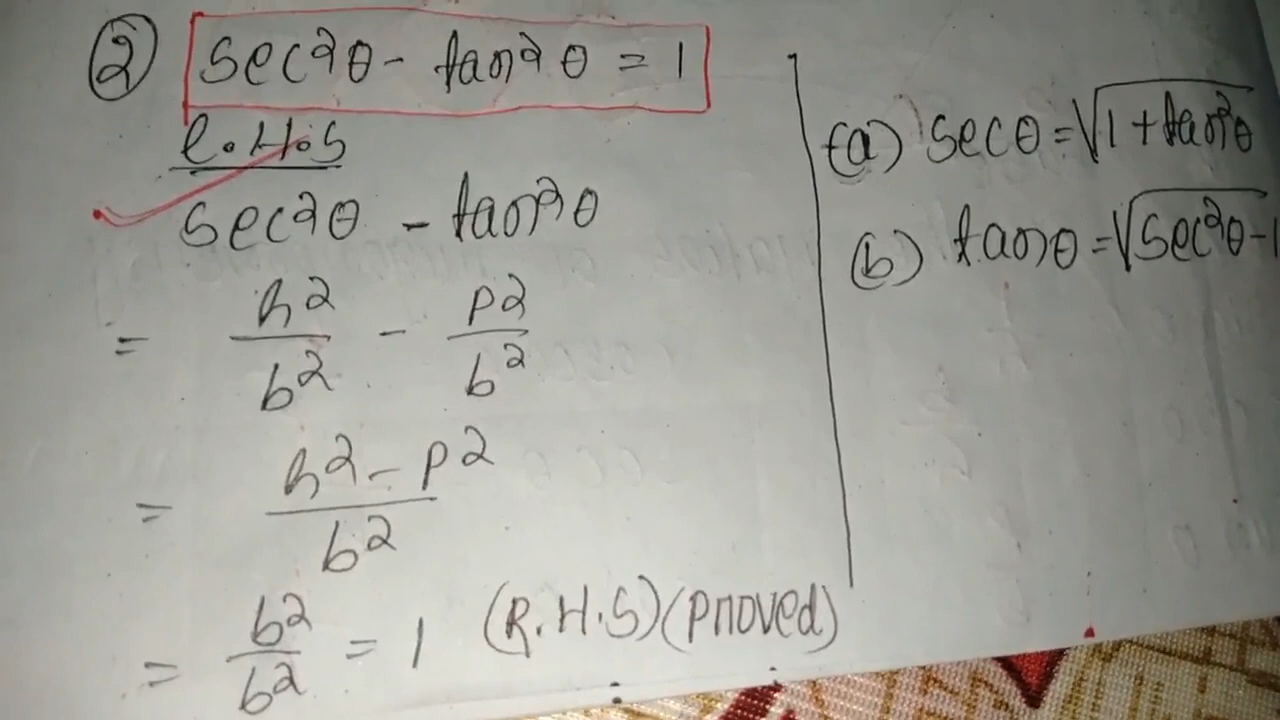 ② sec²θ - tan²θ = 1
L.H.S
sec²θ - tan²θ
= h²/b² - p²/b²
= h² - p²/b²
= b²/b² = 1 (R.H.S) (proved)
(a) secθ = √1 + tan²θ
(b) tanθ = √sec²θ - 1